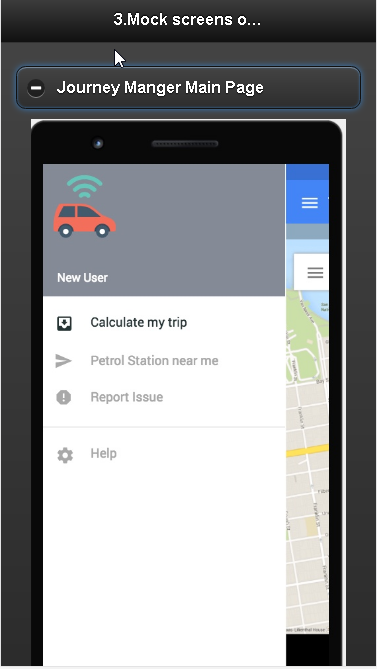 3.Mock screens o...
Journey Manger Main Page
New User
Calculate my trip
Petrol Station near me
Report Issue
Help